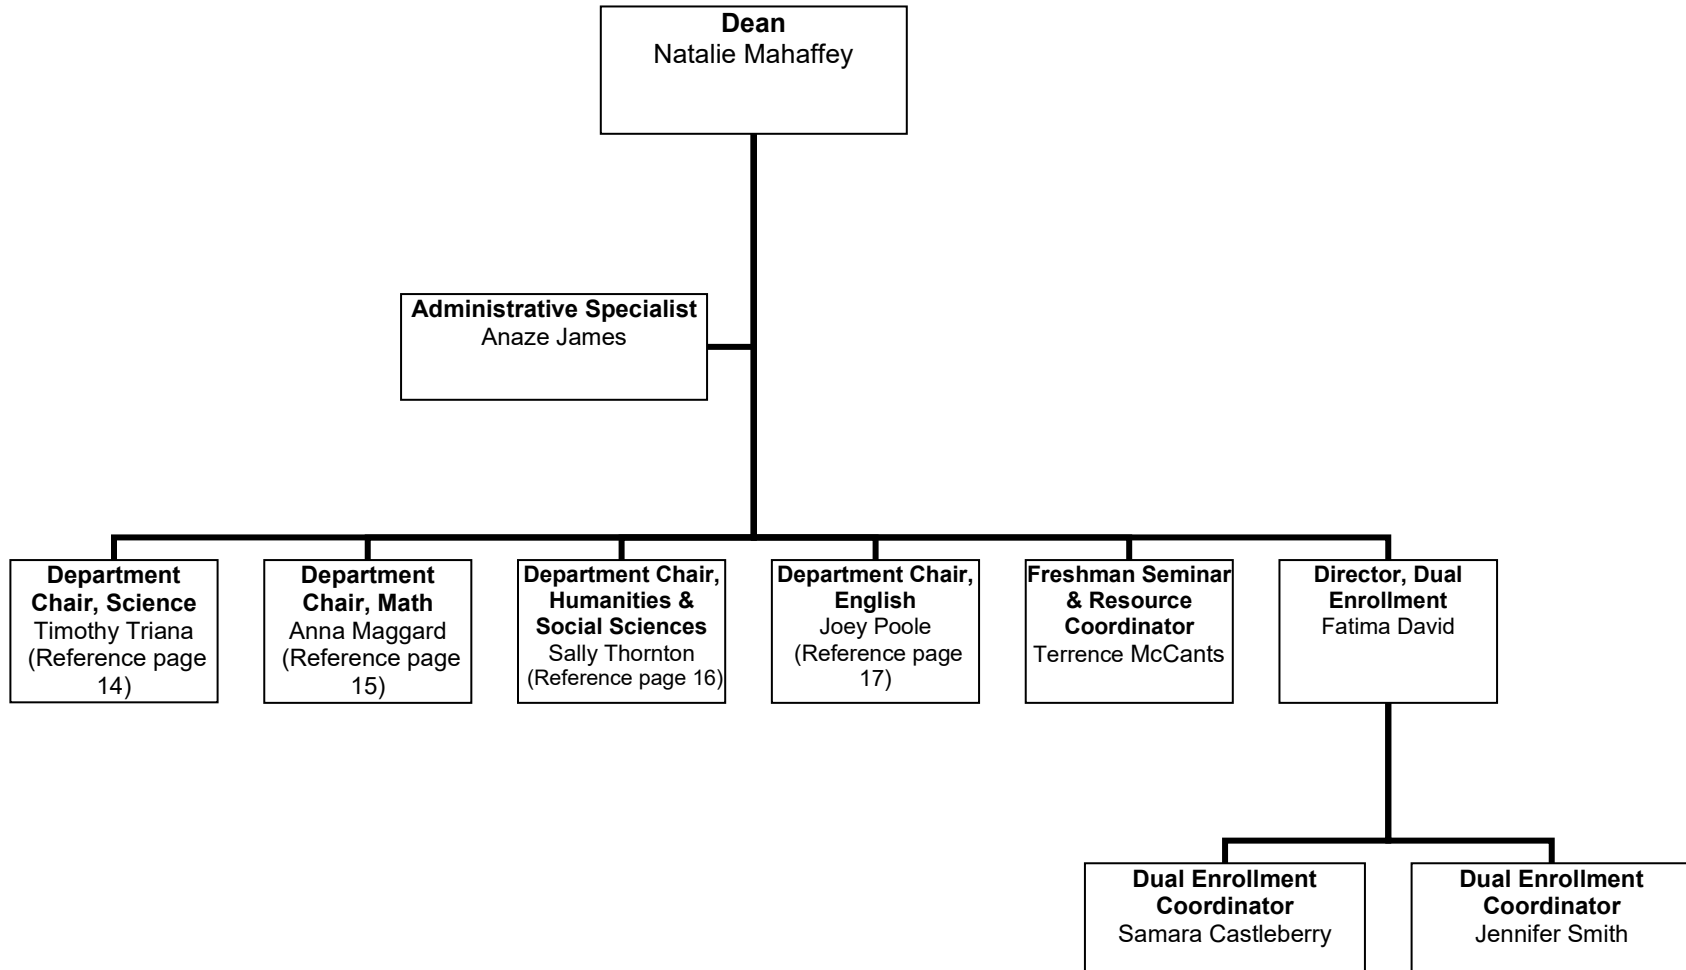 Dean
Natalie Mahaffey
Administrative Specialist
Anaze James
Department
Chair, Science
Timothy Triana
(Reference page
14)
Department
Chair, Math
Anna Maggard
(Reference page
15)
Department Chair,
Humanities &
Social Sciences
Sally Thornton
(Reference page 16)
Department Chair,
English
Joey Poole
(Reference page
17)
Freshman Seminar
& Resource
Coordinator
Terrence McCants
Director, Dual
Enrollment
Fatima David
Dual Enrollment
Coordinator
Samara Castleberry
Dual Enrollment
Coordinator
Jennifer Smith